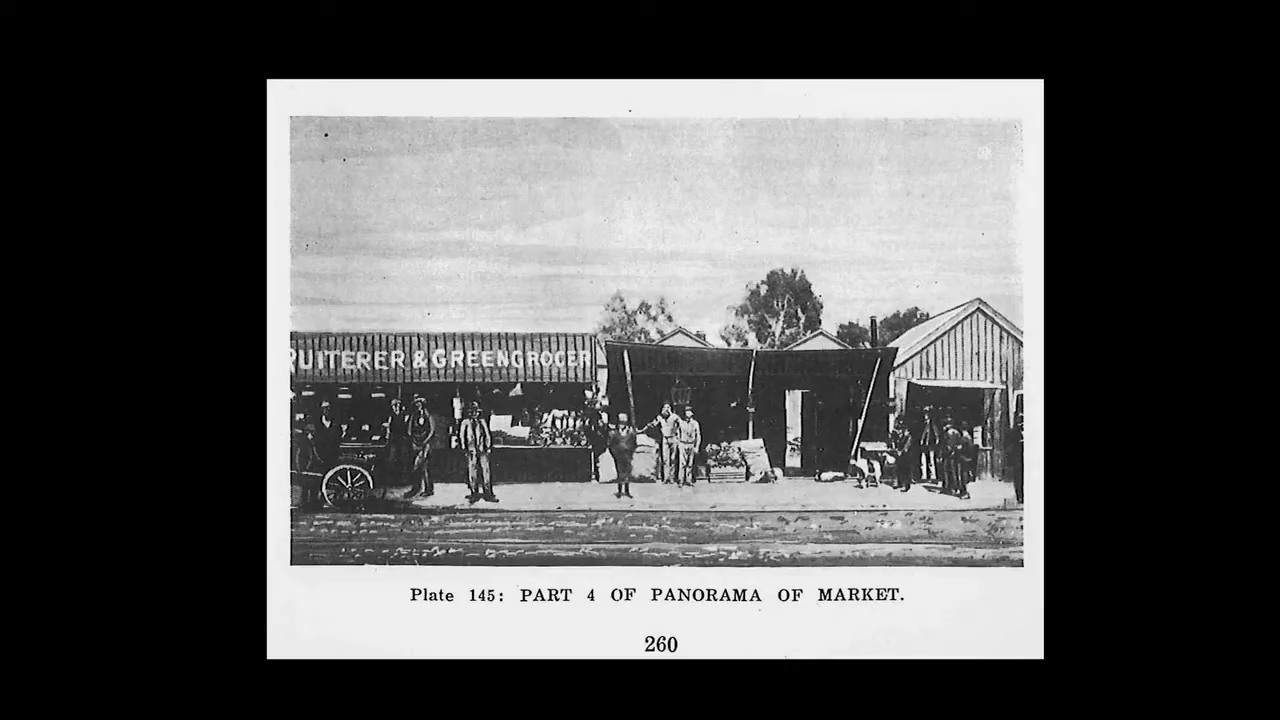 RUITERER & GREENGROCER
Plate 145: PART 4 OF PANORAMA OF MARKET.
260